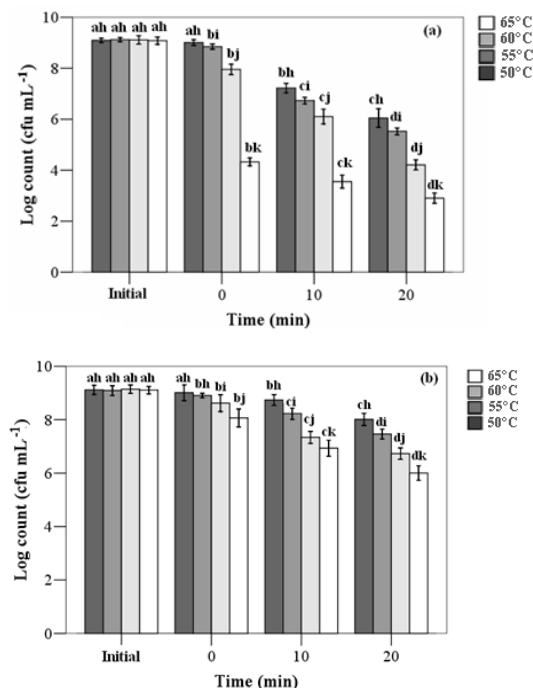 (a)
65°C
60°C
55°C
50°C
Log count (cfu mL⁻¹)
10
8
6
4
2
0
ah ah ah ah
ah bi bj bk
bh ci cj ck
ch di dj dk
Initial 0 10 20
Time (min)
(b)
65°C
60°C
55°C
50°C
Log count (cfu mL⁻¹)
10
8
6
4
2
0
ah ah ah ah
ah bh bi bj
bh ci cj ck
ch di dj dk
Initial 0 10 20
Time (min)